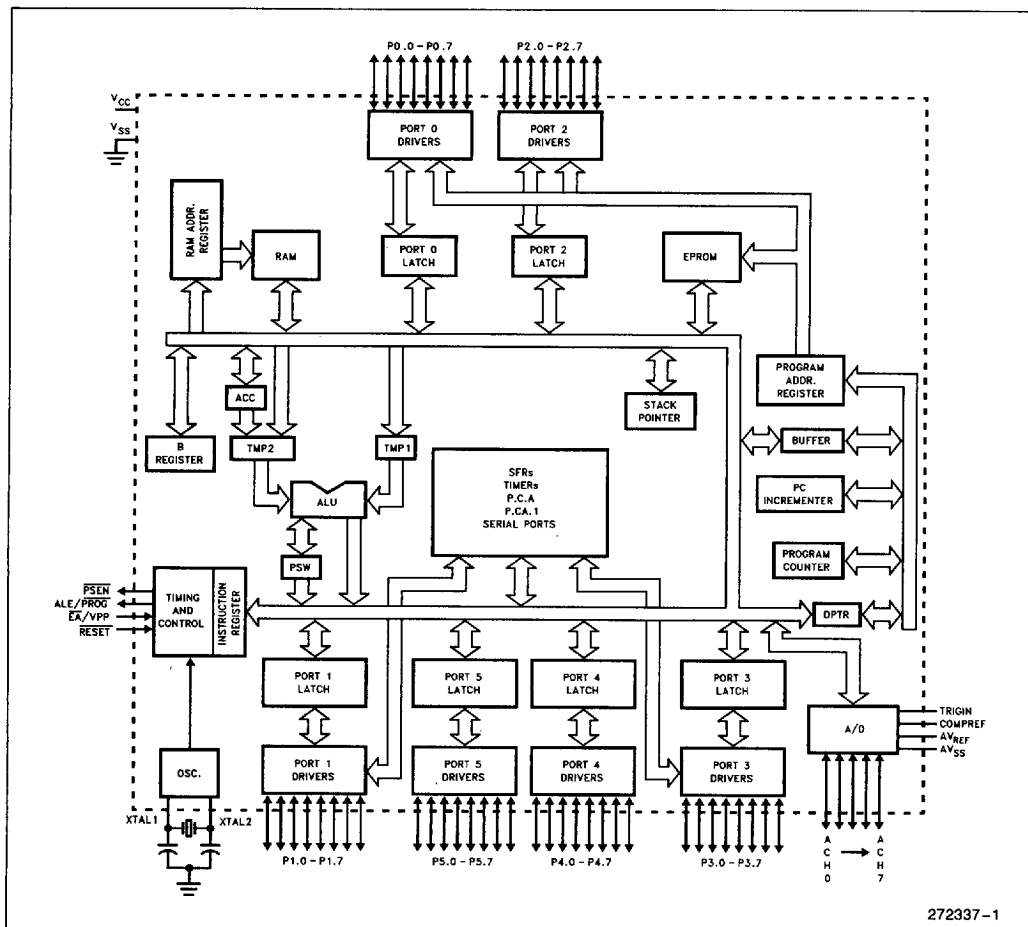 P0.0 – P0.7
P2.0 – P2.7
VCC
VSS
PORT 0
DRIVERS
PORT 2
DRIVERS
RAM ADDR.
REGISTER
RAM
PORT 0
LATCH
PORT 2
LATCH
EPROM
PROGRAM
ADDR.
REGISTER
ACC
STACK
POINTER
B
REGISTER
TMP2
TMP1
BUFFER
ALU
SFRs
TIMERs
P.C.A
P.CA.1
SERIAL PORTS
PC
INCREMENTER
PSW
PROGRAM
COUNTER
PSEN
ALE/PROG
EA/VPP
RESET
TIMING
AND
CONTROL
INSTRUCTION
REGISTER
DPTR
PORT 1
LATCH
PORT 5
LATCH
PORT 4
LATCH
PORT 3
LATCH
A/D
TRIGIN
COMPREF
AVREF
AVSS
OSC.
PORT 1
DRIVERS
PORT 5
DRIVERS
PORT 4
DRIVERS
PORT 3
DRIVERS
XTAL1
XTAL2
P1.0 – P1.7
P5.0 – P5.7
P4.0 – P4.7
P3.0 – P3.7
ACH0
ACH7
272337–1